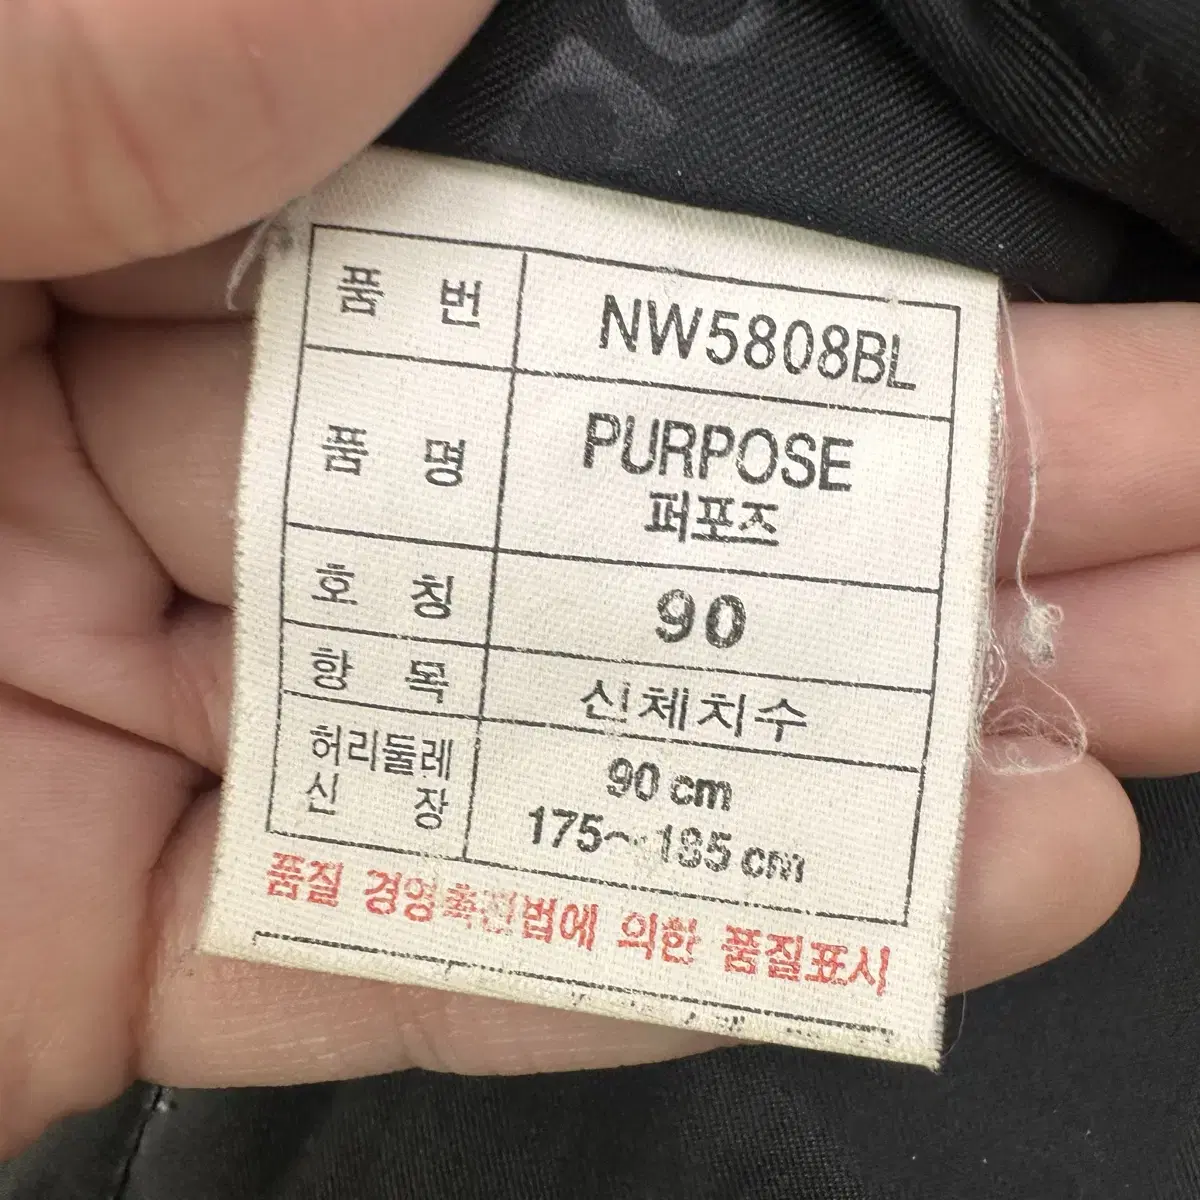 품 번 NW5808BL
품 명 PURPOSE
퍼포즈
호 칭 90
항 목 신체치수
허리둘레 90 cm
신 장 175~185 cm
품질 경영촉진법에 의한 품질표시